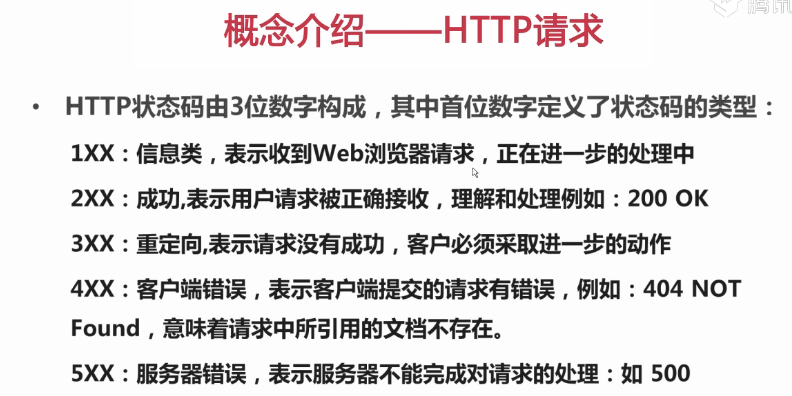 腾讯
概念介绍——HTTP请求
• HTTP状态码由3位数字构成，其中首位数字定义了状态码的类型：
1XX：信息类，表示收到Web浏览器请求，正在进一步的处理中
2XX：成功,表示用户请求被正确接收，理解和处理例如：200 OK
3XX：重定向,表示请求没有成功，客户必须采取进一步的动作
4XX：客户端错误，表示客户端提交的请求有错误，例如：404 NOT
Found，意味着请求中所引用的文档不存在。
5XX：服务器错误，表示服务器不能完成对请求的处理：如 500